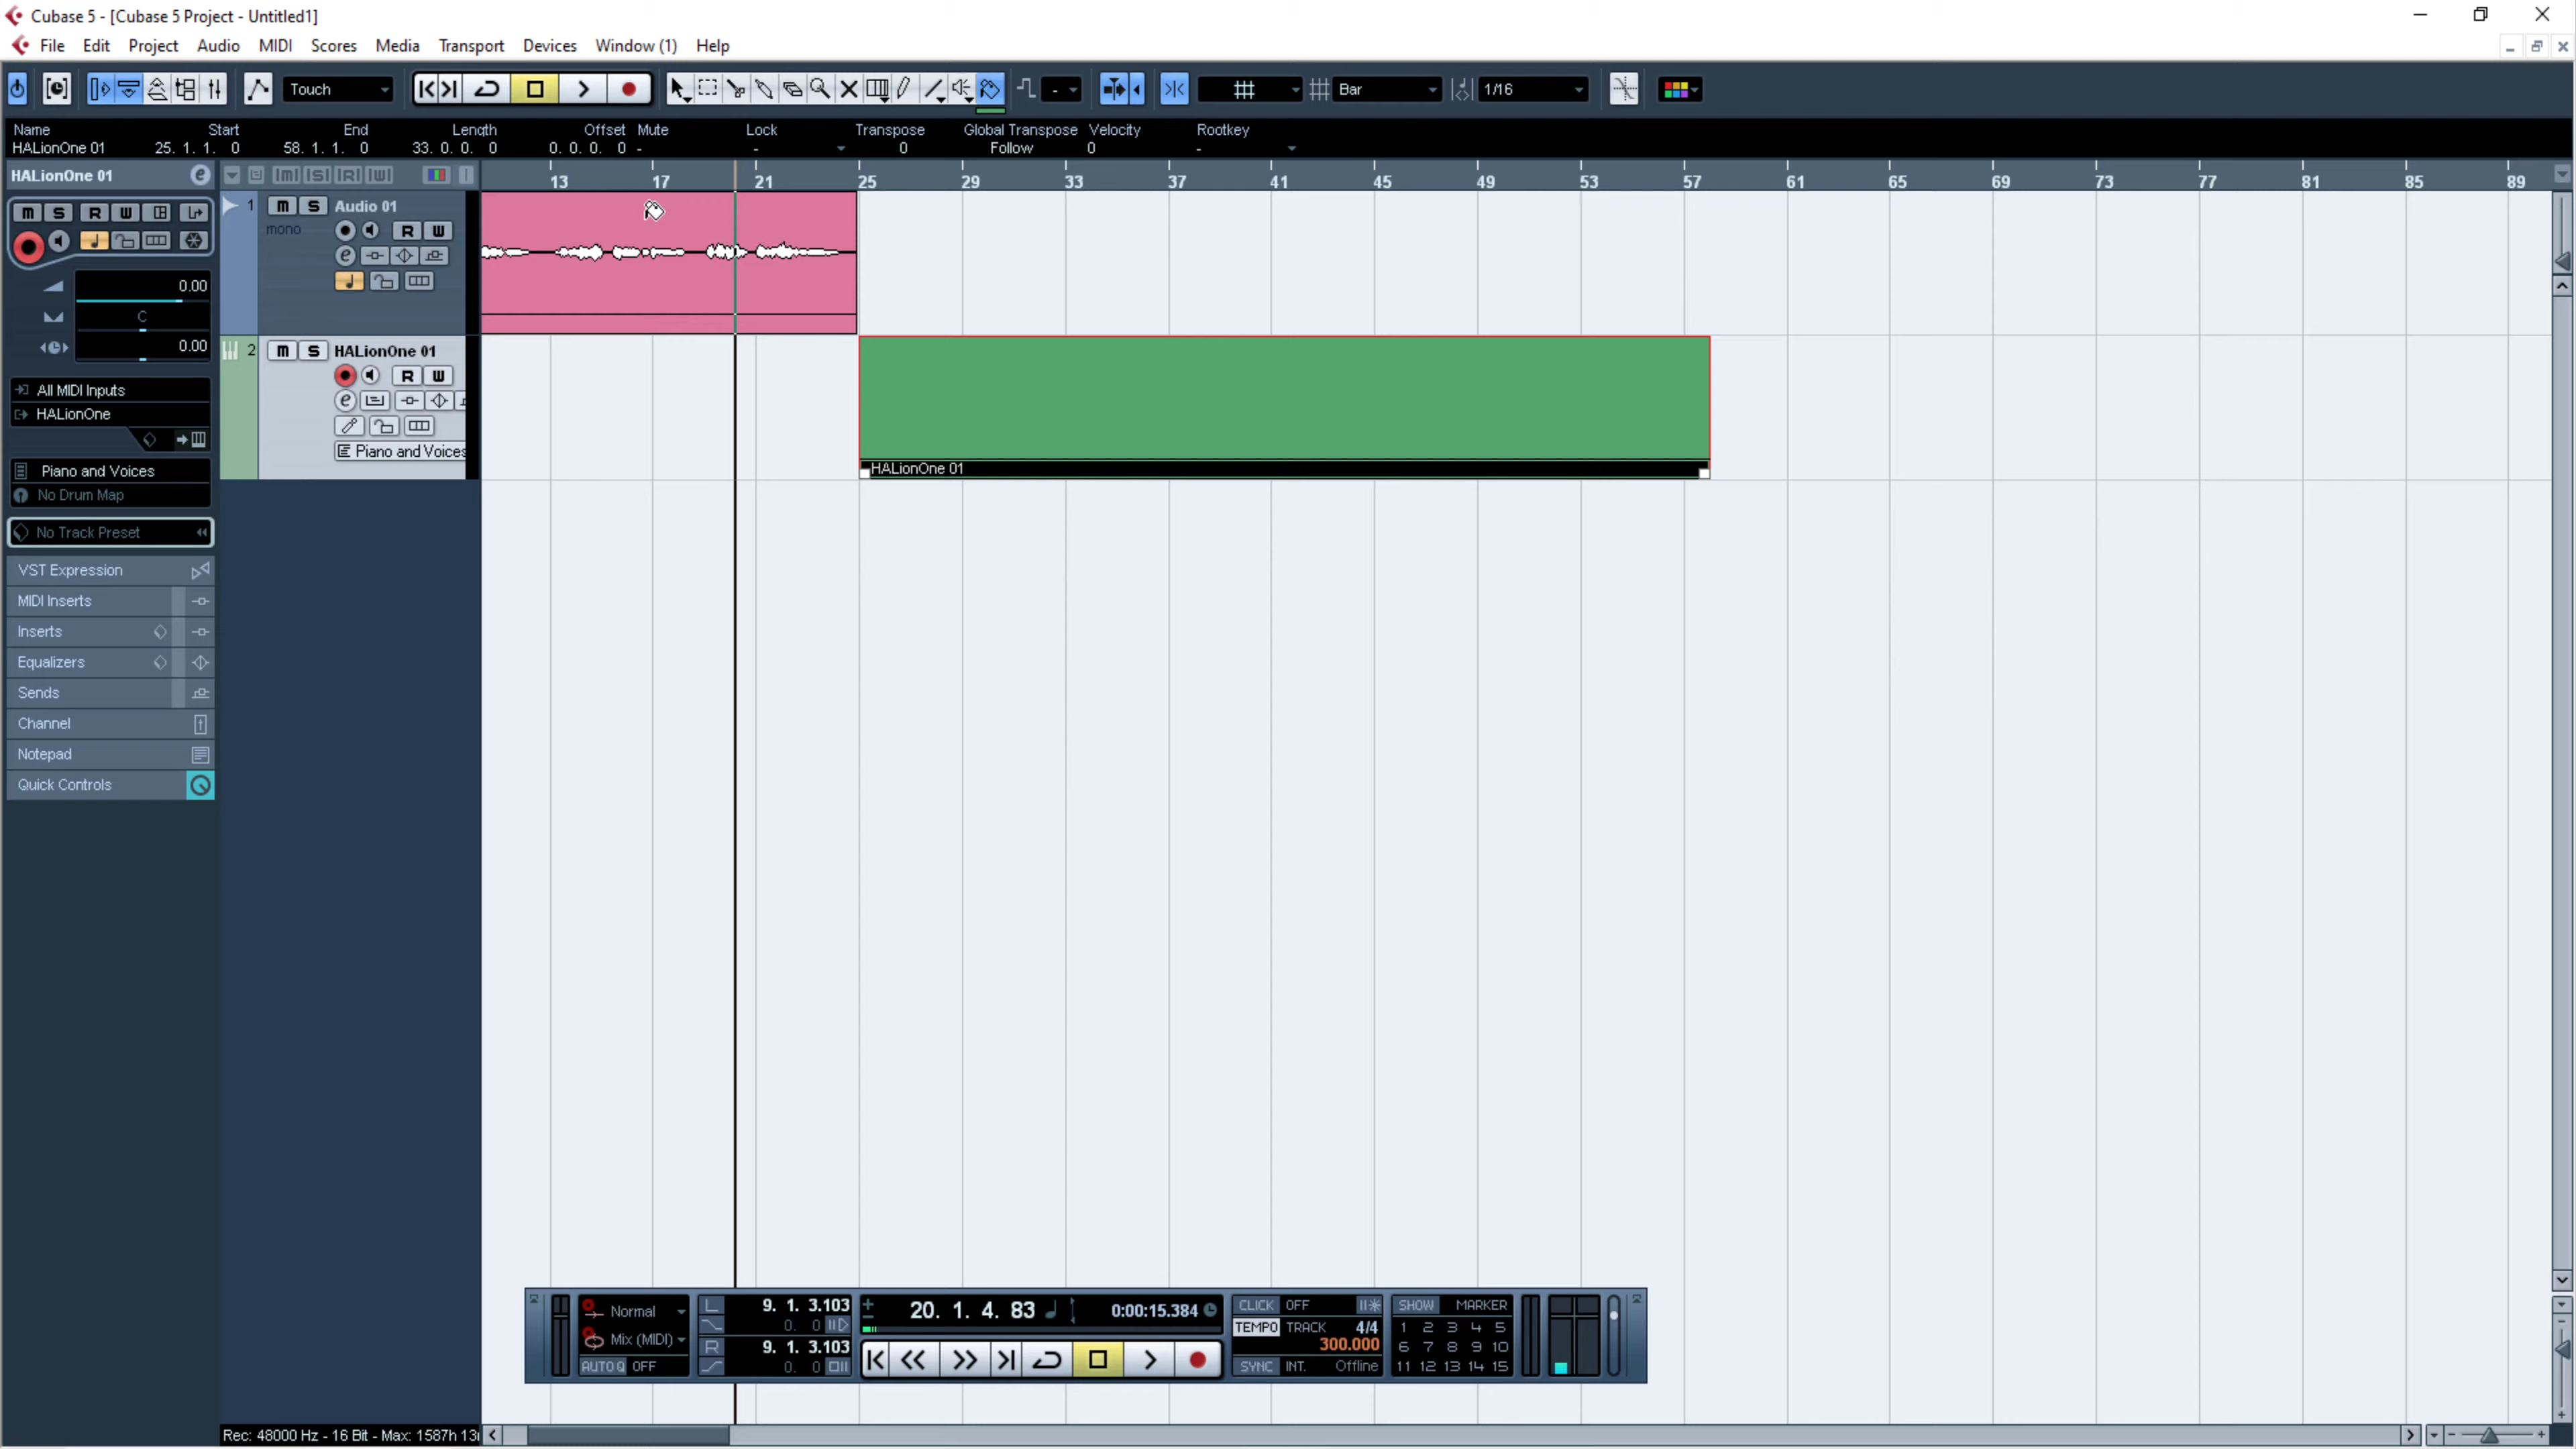 Cubase 5 - [Cubase 5 Project - Untitled1]
File Edit Project Audio MIDI Scores Media Transport Devices Window (1) Help
Touch - Bar 1/16
Name Start End Length Offset Mute Lock Transpose Global Transpose Velocity Rootkey
HALionOne 01 25. 1. 1. 0 58. 1. 1. 0 33. 0. 0. 0 0. 0. 0. 0 - - 0 Follow 0 -
HALionOne 01
13 17 21 25 29 33 37 41 45 49 53 57 61 65 69 73 77 81 85 89
m S R W
0.00
C
0.00
All MIDI Inputs
HALionOne
Piano and Voices
No Drum Map
No Track Preset
VST Expression
MIDI Inserts
Inserts
Equalizers
Sends
Channel
Notepad
Quick Controls
1 m S Audio 01
mono
R W
2 m S HALionOne 01
R W
Piano and Voices
HALionOne 01
Normal
Mix (MIDI)
AUTO Q OFF
L 9. 1. 3.103
0. 0
R 9. 1. 3.103
0. 0
20. 1. 4. 83 0:00:15.384
CLICK OFF
TEMPO TRACK 4/4
300.000
SYNC INT. Offline
SHOW MARKER
1 2 3 4 5
6 7 8 9 10
11 12 13 14 15
Rec: 48000 Hz - 16 Bit - Max: 1587h